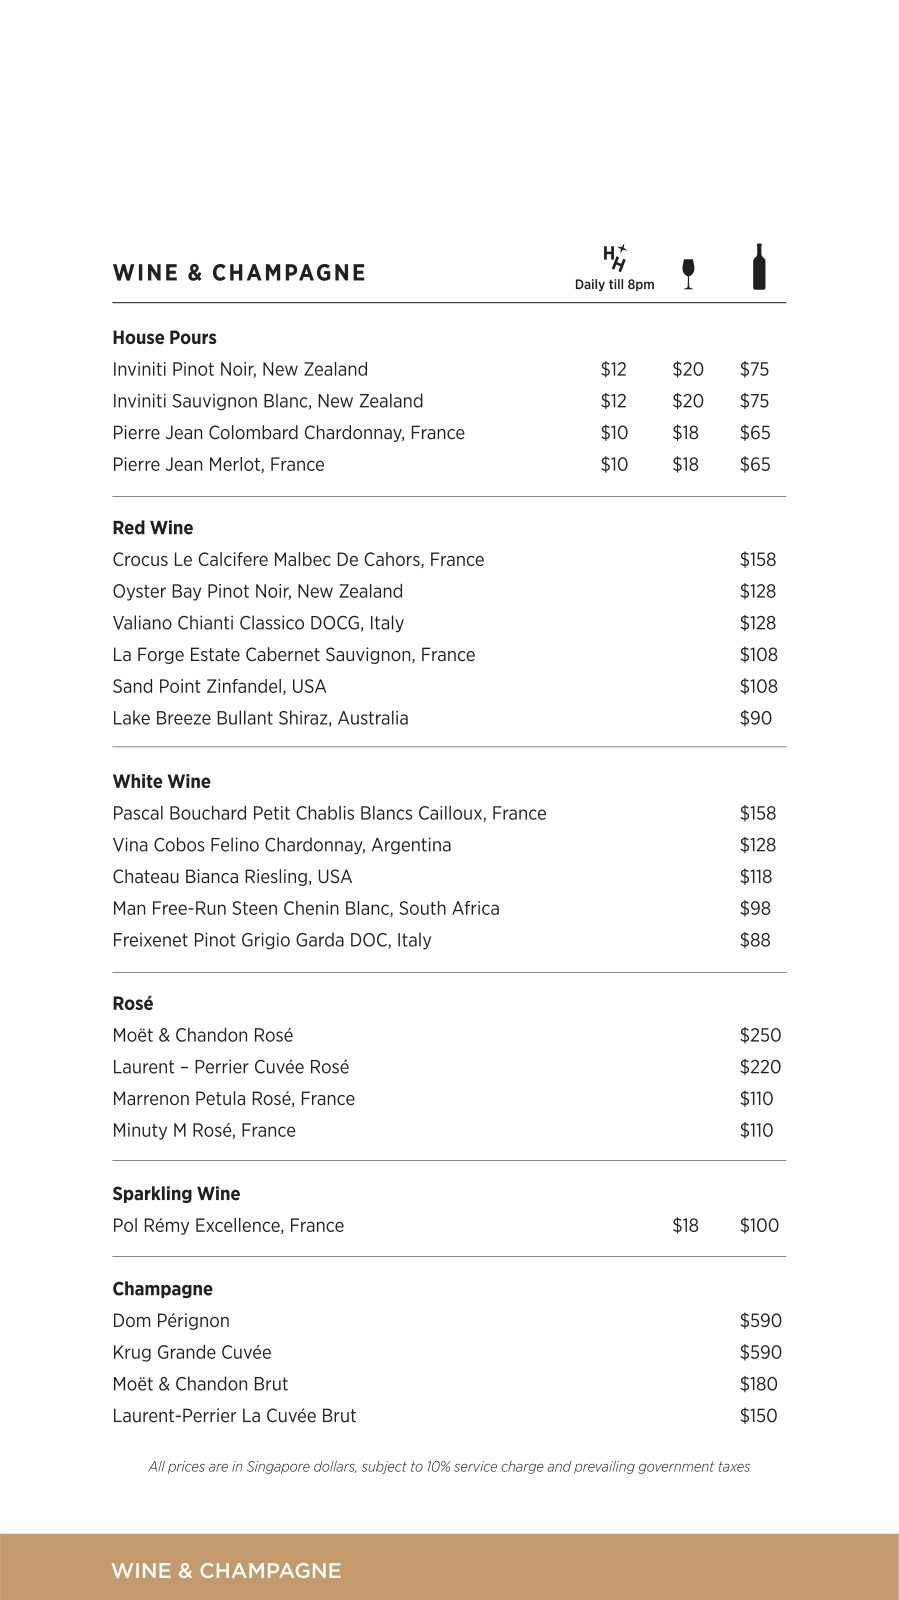 WINE & CHAMPAGNE
HH
Daily till 8pm
House Pours
Inviniti Pinot Noir, New Zealand $12 $20 $75
Inviniti Sauvignon Blanc, New Zealand $12 $20 $75
Pierre Jean Colombard Chardonnay, France $10 $18 $65
Pierre Jean Merlot, France $10 $18 $65
Red Wine
Crocus Le Calcifere Malbec De Cahors, France $158
Oyster Bay Pinot Noir, New Zealand $128
Valiano Chianti Classico DOCG, Italy $128
La Forge Estate Cabernet Sauvignon, France $108
Sand Point Zinfandel, USA $108
Lake Breeze Bullant Shiraz, Australia $90
White Wine
Pascal Bouchard Petit Chablis Blancs Cailloux, France $158
Vina Cobos Felino Chardonnay, Argentina $128
Chateau Bianca Riesling, USA $118
Man Free-Run Steen Chenin Blanc, South Africa $98
Freixenet Pinot Grigio Garda DOC, Italy $88
Rosé
Moët & Chandon Rosé $250
Laurent – Perrier Cuvée Rosé $220
Marrenon Petula Rosé, France $110
Minuty M Rosé, France $110
Sparkling Wine
Pol Rémy Excellence, France $18 $100
Champagne
Dom Pérignon $590
Krug Grande Cuvée $590
Moët & Chandon Brut $180
Laurent-Perrier La Cuvée Brut $150
All prices are in Singapore dollars, subject to 10% service charge and prevailing government taxes
WINE & CHAMPAGNE